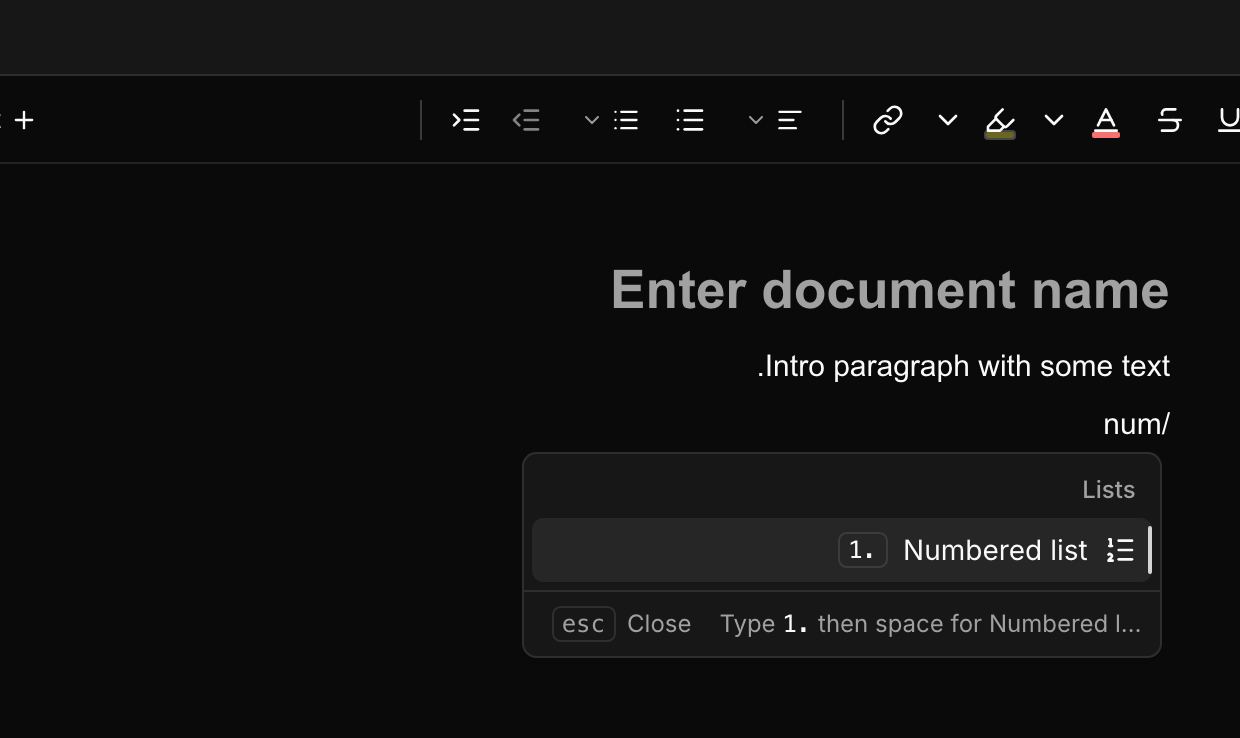 Enter document name
.Intro paragraph with some text
num/
Lists
1. Numbered list
esc Close Type 1. then space for Numbered l...